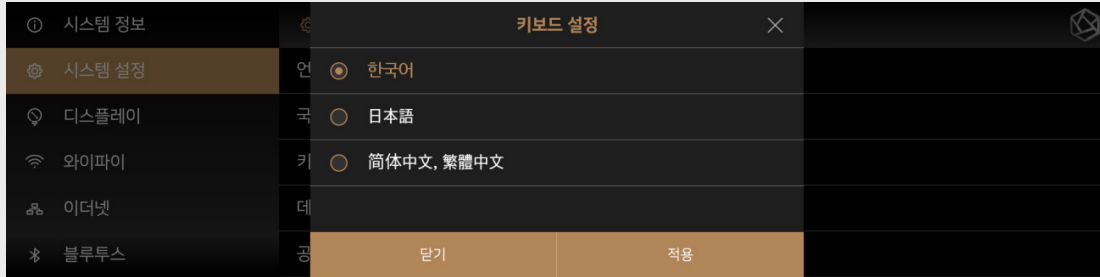 시스템 정보
시스템 설정
디스플레이
와이파이
이더넷
블루투스
언
국
키
데
공
키보드 설정
한국어
日本語
简体中文, 繁體中文
닫기
적용